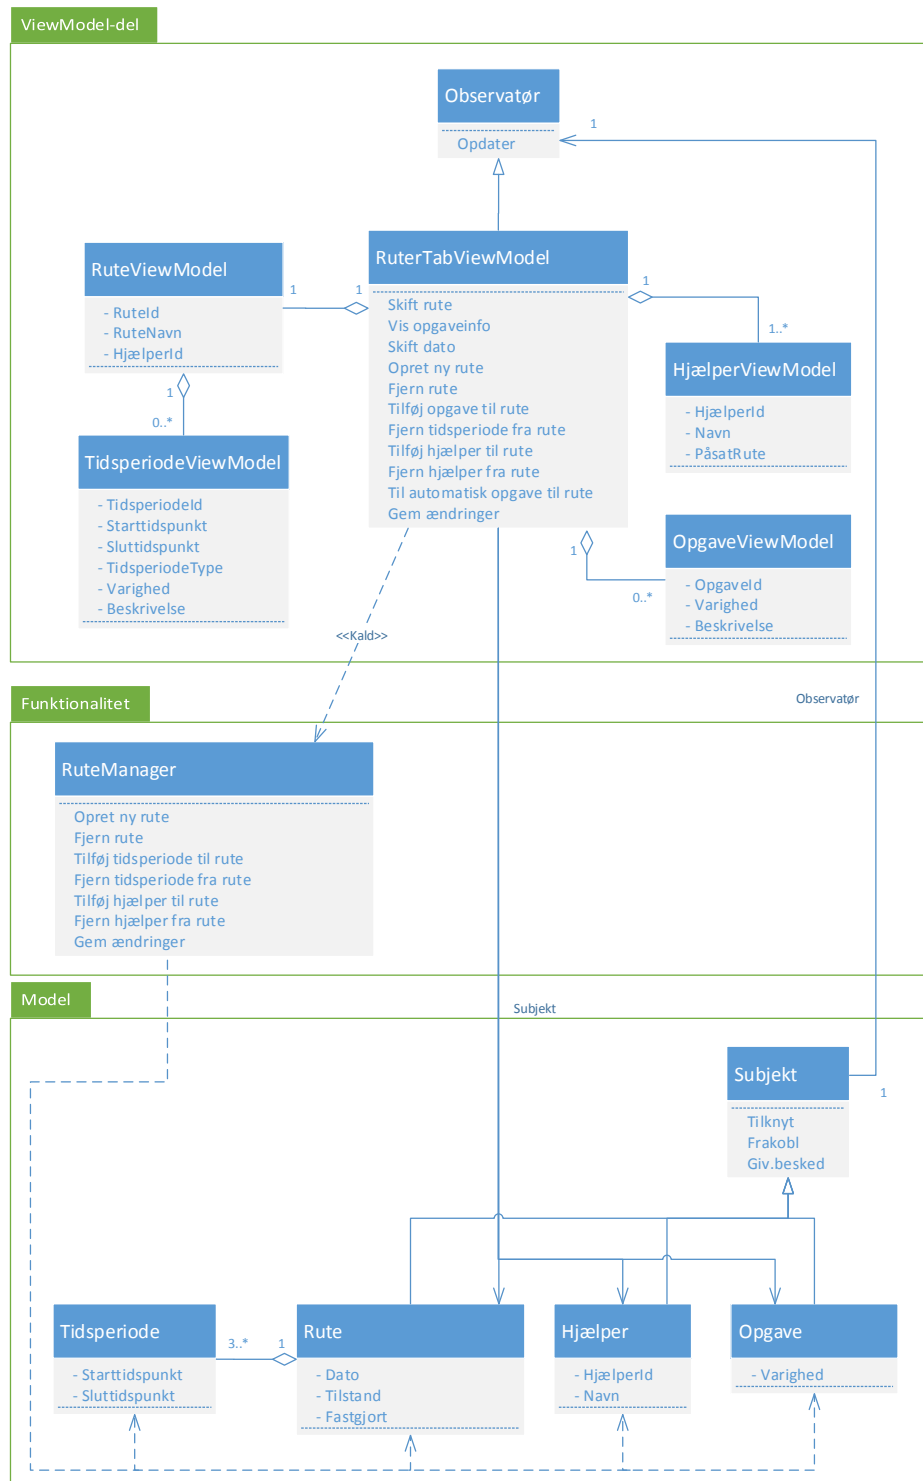 ViewModel-del
Observatør
Opdater
1
RuteViewModel
- RuteId
- RuteNavn
- HjælperId
1
1
RuterTabViewModel
Skift rute
Vis opgaveinfo
Skift dato
Opret ny rute
Fjern rute
Tilføj opgave til rute
Fjern tidsperiode fra rute
Tilføj hjælper til rute
Fjern hjælper fra rute
Til automatisk opgave til rute
Gem ændringer
1
1..*
HjælperViewModel
- HjælperId
- Navn
- PåsatRute
1
0..*
TidsperiodeViewModel
- TidsperiodeId
- Starttidspunkt
- Sluttidspunkt
- TidsperiodeType
- Varighed
- Beskrivelse
1
0..*
OpgaveViewModel
- OpgaveId
- Varighed
- Beskrivelse
<<Kald>>
Observatør
Funktionalitet
RuteManager
Opret ny rute
Fjern rute
Tilføj tidsperiode til rute
Fjern tidsperiode fra rute
Tilføj hjælper til rute
Fjern hjælper fra rute
Gem ændringer
Model
Subjekt
Subjekt
Tilknyt
Frakobl
Giv.besked
1
Tidsperiode
- Starttidspunkt
- Sluttidspunkt
3..*
1
Rute
- Dato
- Tilstand
- Fastgjort
Hjælper
- HjælperId
- Navn
Opgave
- Varighed